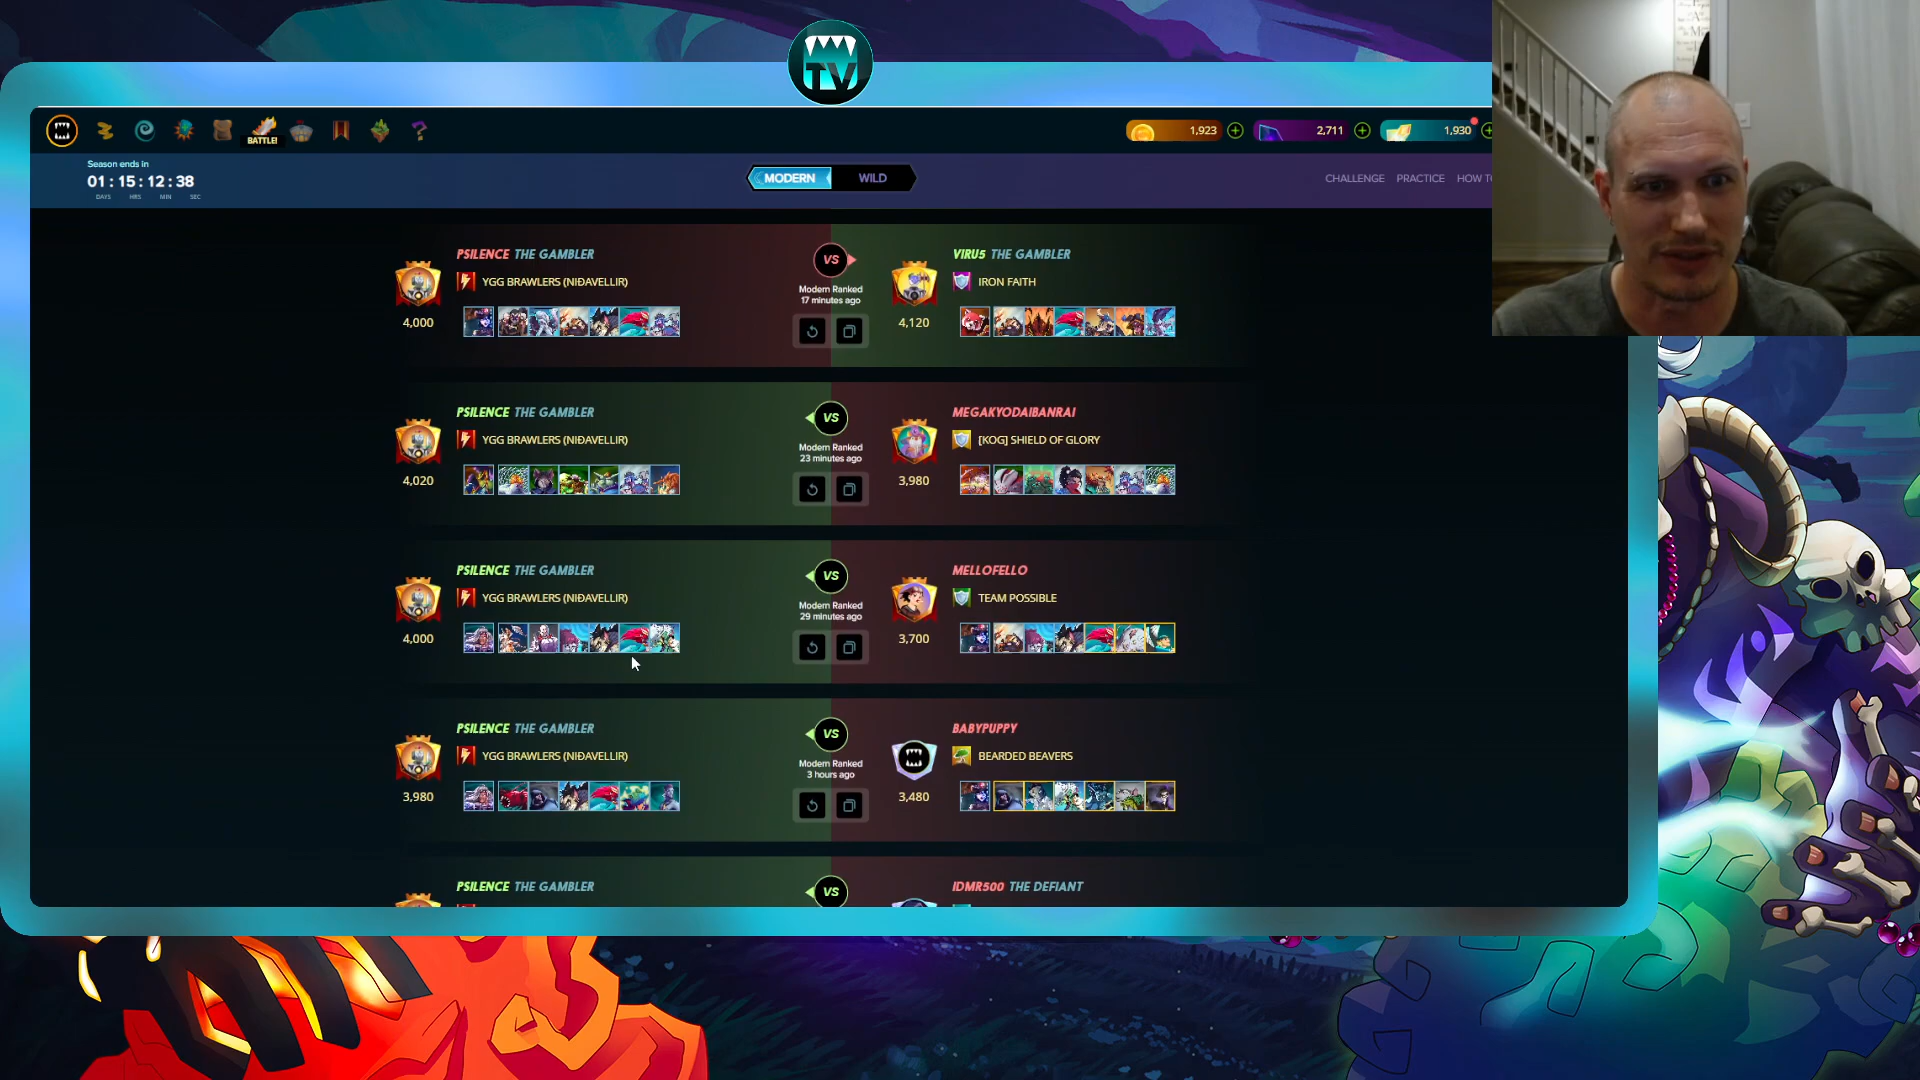 TV
1,923
2,711
1,930
BATTLE!
Season ends in
01 : 15 : 12 : 38
DAYS HRS MIN SEC
MODERN WILD
CHALLENGE PRACTICE HOW T
PSILENCE THE GAMBLER
YGG BRAWLERS (NIÐAVELLIR)
4,000
VS
Modern Ranked
17 minutes ago
VIRU5 THE GAMBLER
IRON FAITH
4,120
PSILENCE THE GAMBLER
YGG BRAWLERS (NIÐAVELLIR)
4,020
VS
Modern Ranked
23 minutes ago
MEGAKYODAIBANRAI
[KOG] SHIELD OF GLORY
3,980
PSILENCE THE GAMBLER
YGG BRAWLERS (NIÐAVELLIR)
4,000
VS
Modern Ranked
29 minutes ago
MELLOFELLO
TEAM POSSIBLE
3,700
PSILENCE THE GAMBLER
YGG BRAWLERS (NIÐAVELLIR)
3,980
VS
Modern Ranked
3 hours ago
BABYPUPPY
BEARDED BEAVERS
3,480
PSILENCE THE GAMBLER
VS
IDMR500 THE DEFIANT